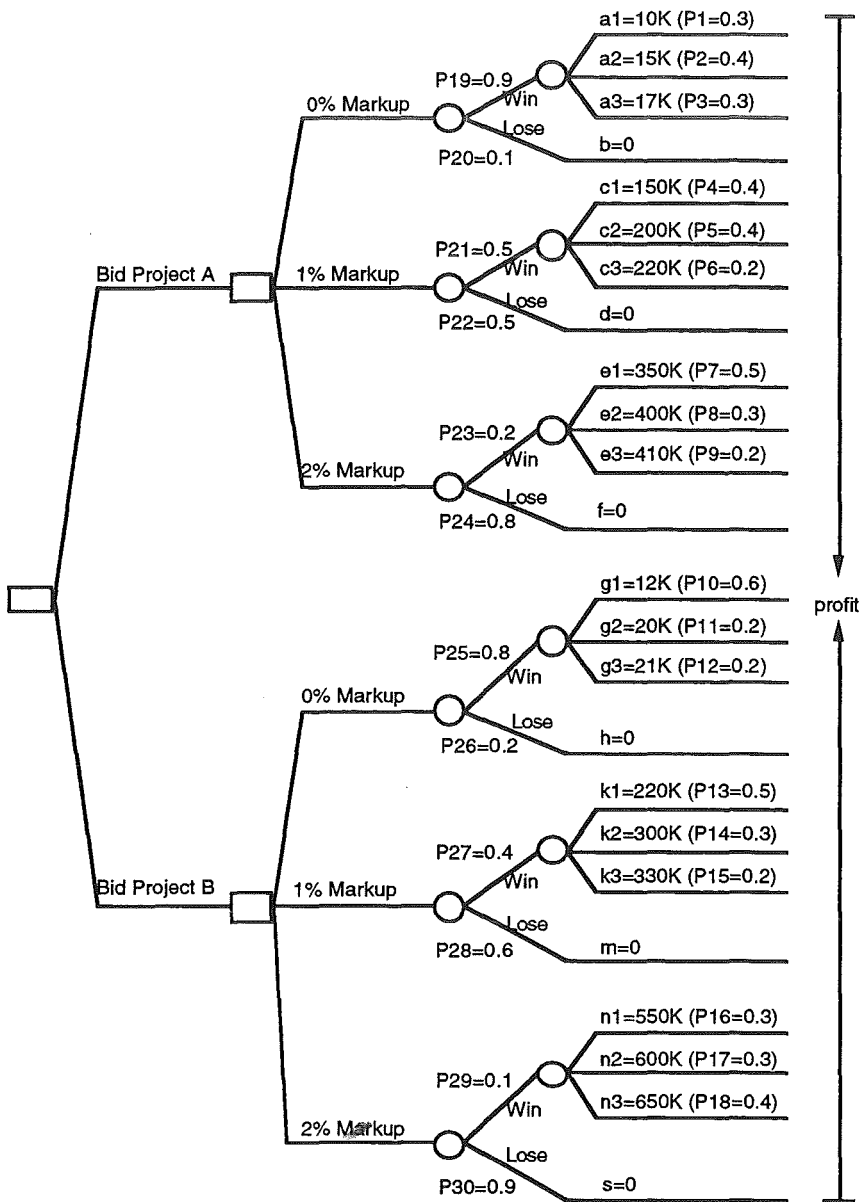 a1=10K (P1=0.3)
a2=15K (P2=0.4)
a3=17K (P3=0.3)
P19=0.9
Win
0% Markup
Lose
P20=0.1
b=0
c1=150K (P4=0.4)
c2=200K (P5=0.4)
c3=220K (P6=0.2)
P21=0.5
Win
Bid Project A
1% Markup
Lose
P22=0.5
d=0
e1=350K (P7=0.5)
e2=400K (P8=0.3)
e3=410K (P9=0.2)
P23=0.2
Win
2% Markup
Lose
P24=0.8
f=0
profit
g1=12K (P10=0.6)
g2=20K (P11=0.2)
g3=21K (P12=0.2)
P25=0.8
Win
0% Markup
Lose
P26=0.2
h=0
k1=220K (P13=0.5)
k2=300K (P14=0.3)
k3=330K (P15=0.2)
P27=0.4
Win
Bid Project B
1% Markup
Lose
P28=0.6
m=0
n1=550K (P16=0.3)
n2=600K (P17=0.3)
n3=650K (P18=0.4)
P29=0.1
Win
2% Markup
Lose
P30=0.9
s=0